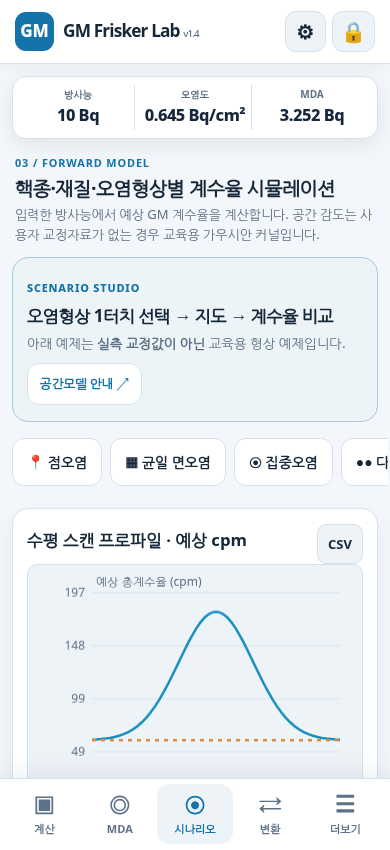 GM GM Frisker Lab v1.4
방사능 오염도 MDA
10 Bq 0.645 Bq/cm² 3.252 Bq
03 / FORWARD MODEL
핵종·재질·오염형상별 계수율 시뮬레이션
입력한 방사능에서 예상 GM 계수율을 계산합니다. 공간 감도는 사
용자 교정자료가 없는 경우 교육용 가우시안 커널입니다.
SCENARIO STUDIO
오염형상 1터치 선택 → 지도 → 계수율 비교
아래 예제는 실측 교정값이 아닌 교육용 형상 예제입니다.
공간모델 안내 ↗
📍 점오염 ▦ 균일 면오염 ◉ 집중오염 ●● 다
수평 스캔 프로파일 · 예상 cpm CSV
예상 총계수율 (cpm)
197
148
99
49
계산 MDA 시나리오 변환 더보기